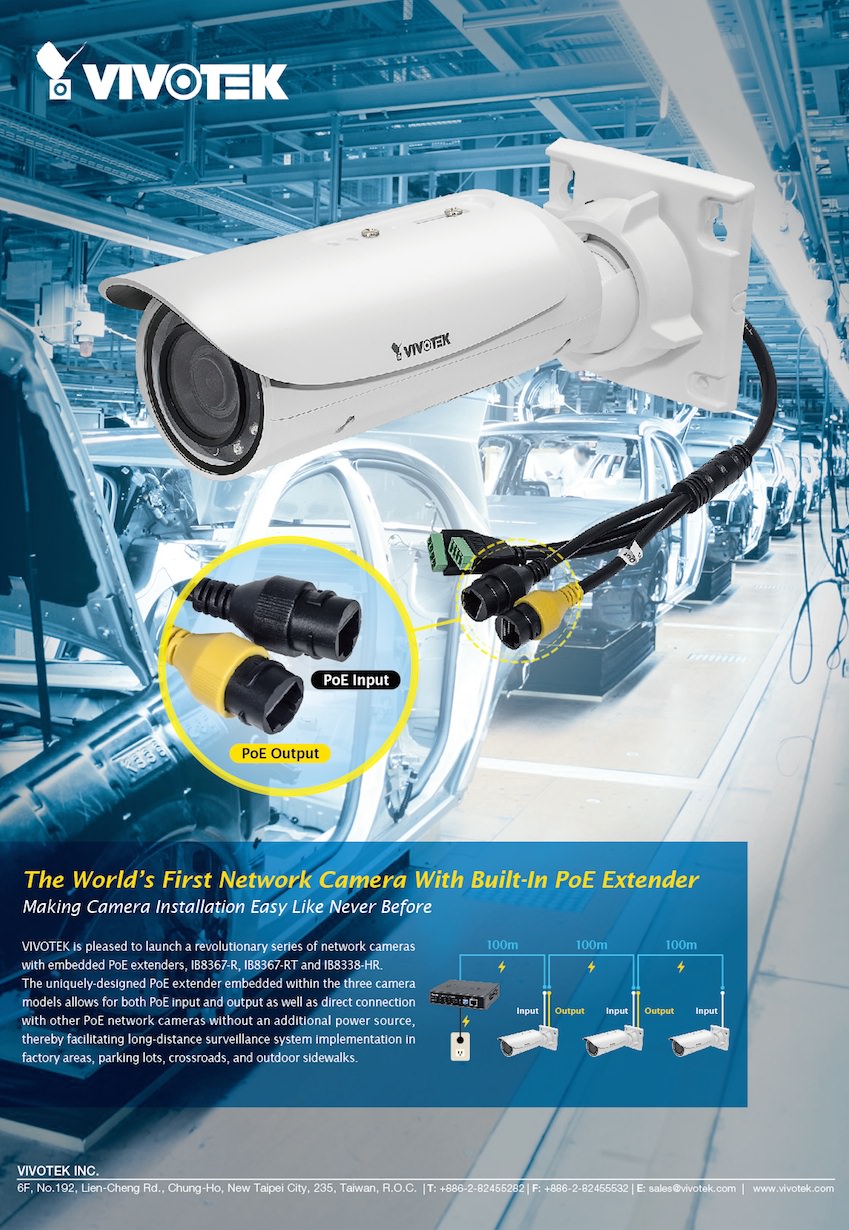 VIVOTEK
VIVOTEK
PoE Input
PoE Output
The World's First Network Camera With Built-In PoE Extender
Making Camera Installation Easy Like Never Before
VIVOTEK is pleased to launch a revolutionary series of network cameras
with embedded PoE extenders, IB8367-R, IB8367-RT and IB8338-HR.
The uniquely-designed PoE extender embedded within the three camera
models allows for both PoE input and output as well as direct connection
with other PoE network cameras without an additional power source,
thereby facilitating long-distance surveillance system implementation in
factory areas, parking lots, crossroads, and outdoor sidewalks.
100m 100m 100m
Input Output Input Output Input
VIVOTEK INC.
6F, No.192, Lien-Cheng Rd., Chung-Ho, New Taipei City, 235, Taiwan, R.O.C. | T: +886-2-82455282 | F: +886-2-82455532 | E: sales@vivotek.com | www.vivotek.com